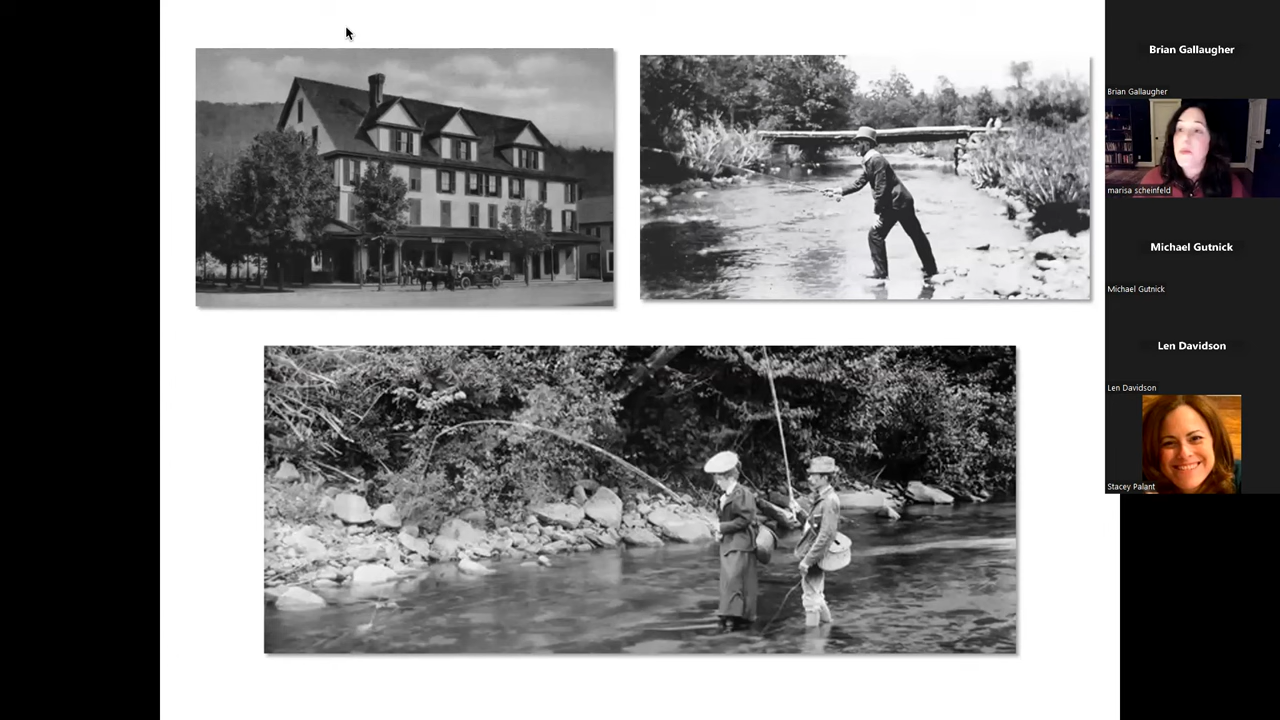 Brian Gallaugher
Brian Gallaugher
marisa scheinfeld
Michael Gutnick
Michael Gutnick
Len Davidson
Len Davidson
Stacey Palant